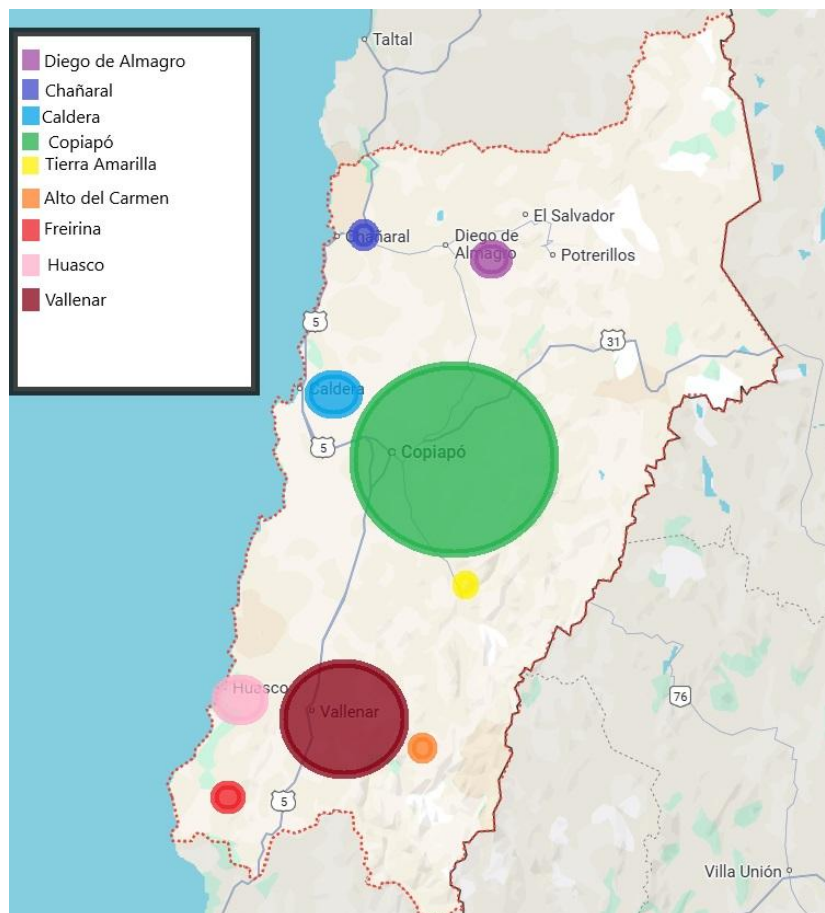 Diego de Almagro
Chañaral
Caldera
Copiapó
Tierra Amarilla
Alto del Carmen
Freirina
Huasco
Vallenar
Taltal
El Salvador
Chañaral
Diego de
Almagro
Potrerillos
5
31
Caldera
5
Copiapó
Huasco
Vallenar
76
5
Villa Unión